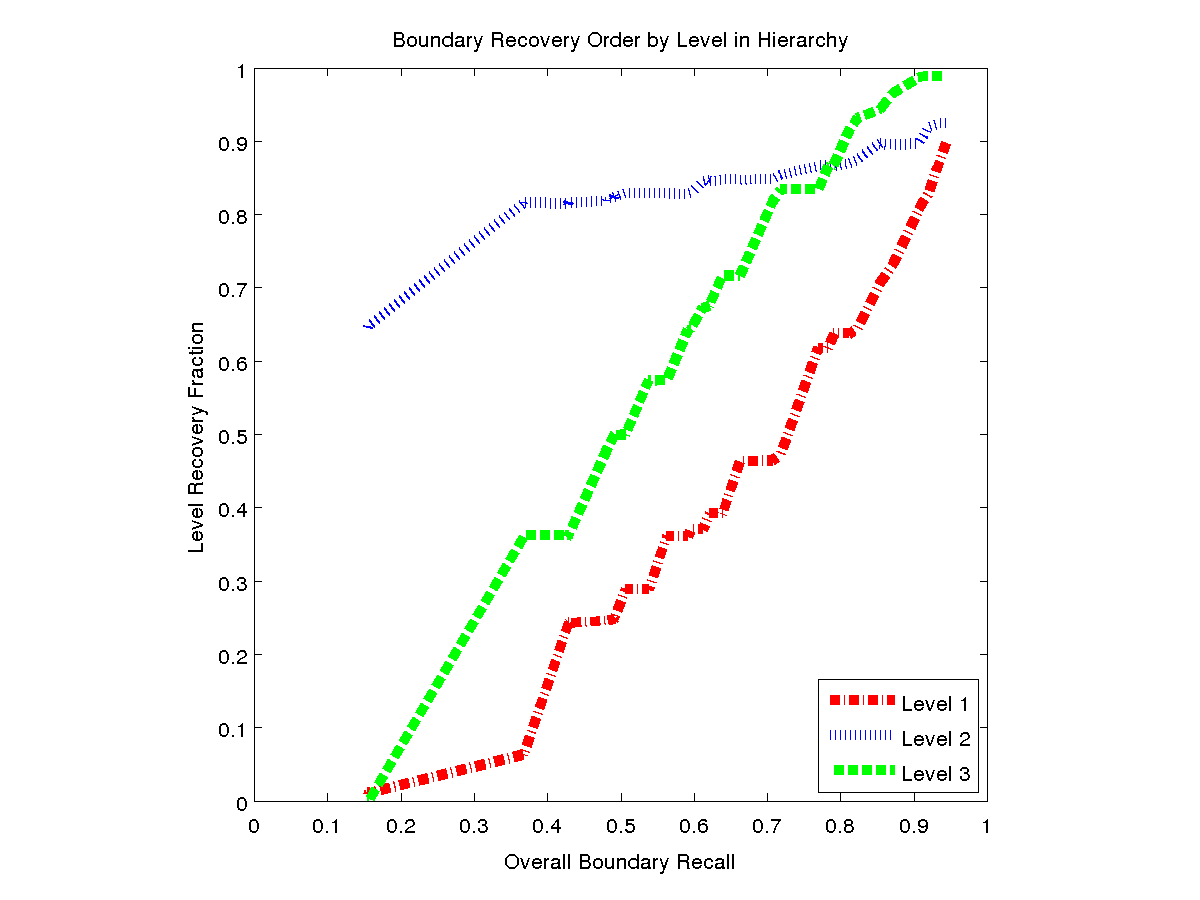 Boundary Recovery Order by Level in Hierarchy
1
0.9
0.8
0.7
0.6
0.5
0.4
0.3
0.2
0.1
0
Level Recovery Fraction
Level 1
Level 2
Level 3
0 0.1 0.2 0.3 0.4 0.5 0.6 0.7 0.8 0.9 1
Overall Boundary Recall